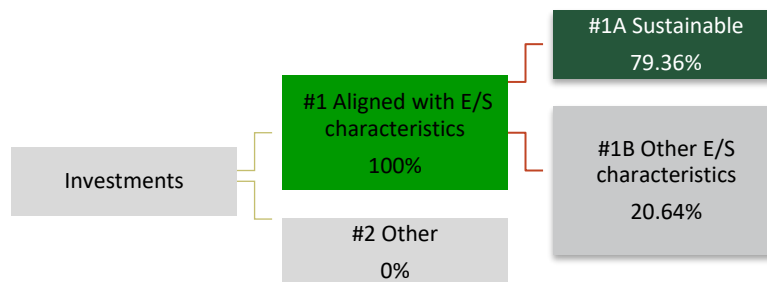 #1A Sustainable
79.36%
#1 Aligned with E/S
characteristics
100%
#1B Other E/S
characteristics
20.64%
Investments
#2 Other
0%